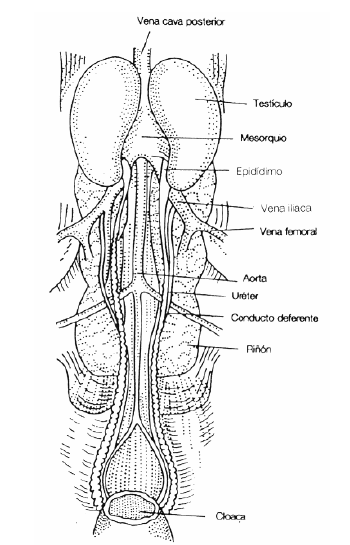 Vena cava posterior
Testículo
Mesorquio
Epidídimo
Vena iliaca
Vena femoral
Aorta
Uréter
Conducto deferente
Riñón
Cloaca